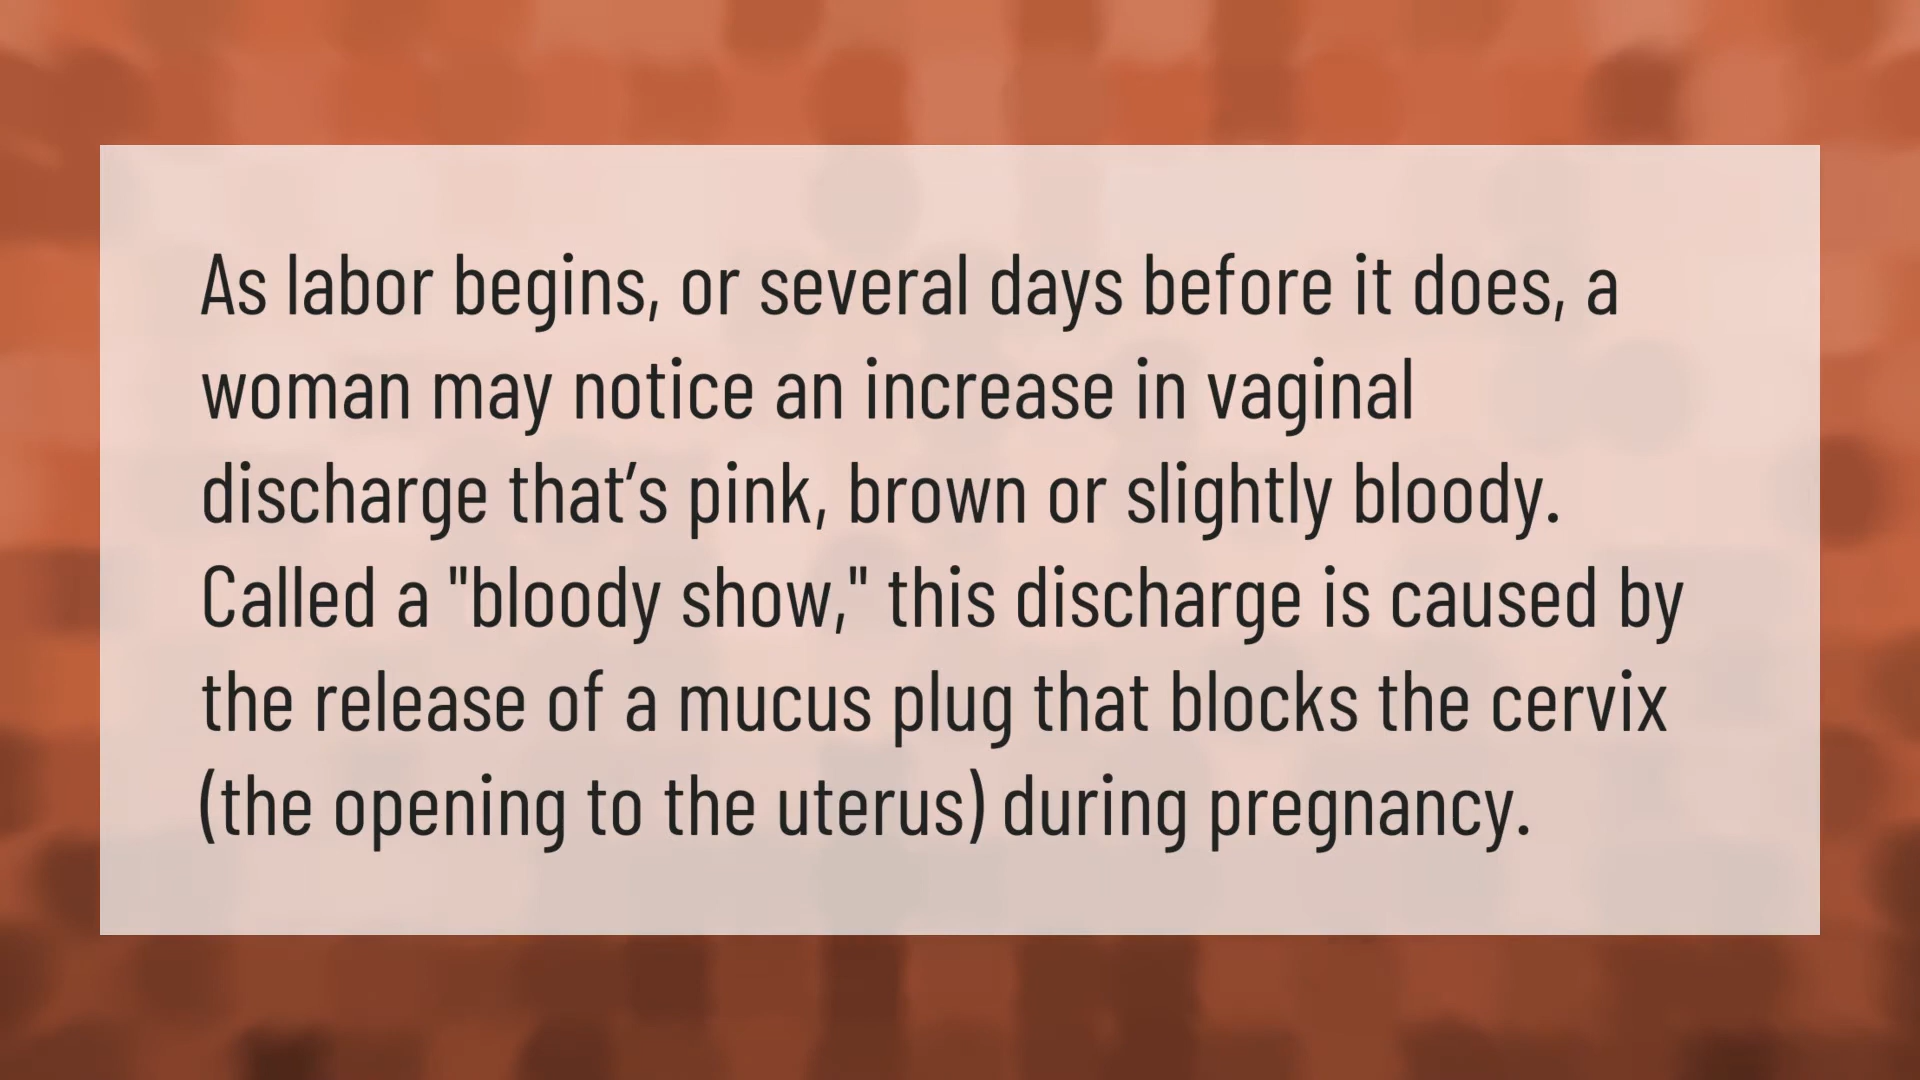 As labor begins, or several days before it does, a
woman may notice an increase in vaginal
discharge that’s pink, brown or slightly bloody.
Called a "bloody show," this discharge is caused by
the release of a mucus plug that blocks the cervix
(the opening to the uterus) during pregnancy.